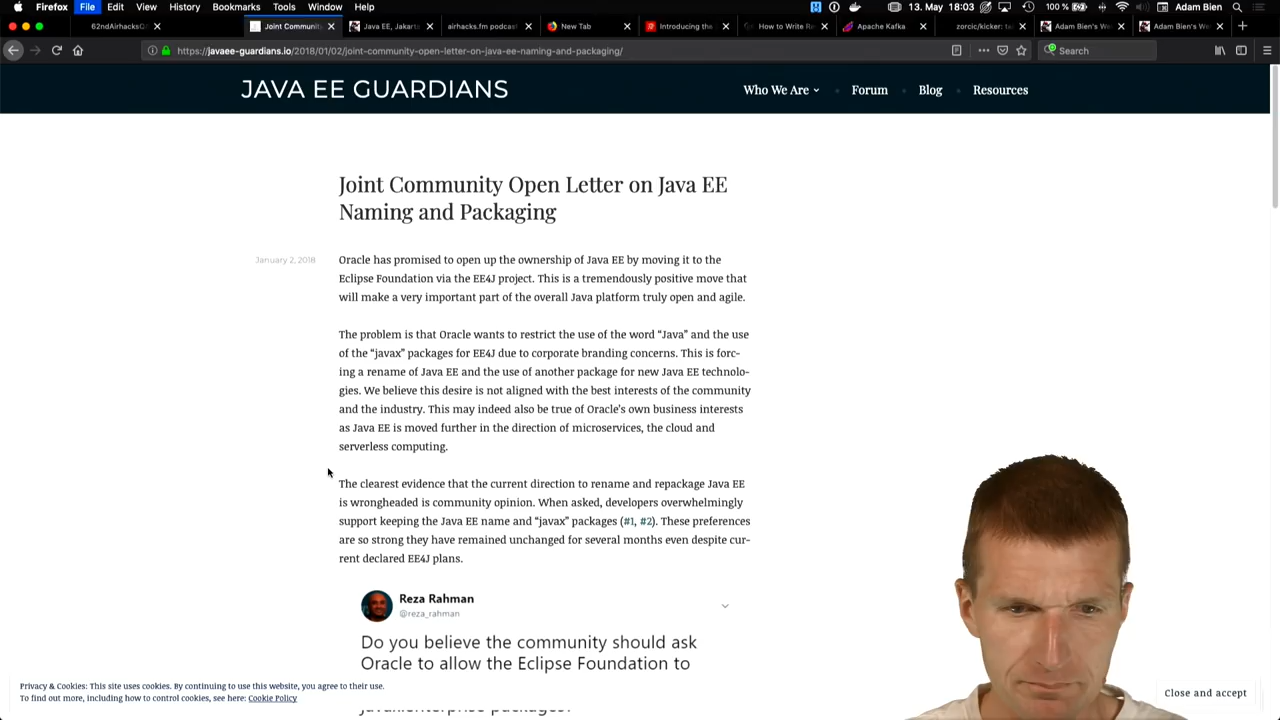 Firefox File Edit View History Bookmarks Tools Window Help
13. May 18:03:58 100% Adam Bien
62ndAirhacksQ
Joint Community
Java EE, Jakarta
airhacks.fm podcast
New Tab
Introducing the
How to Write Re
Apache Kafka
zorcic/kicker: ta
Adam Bien's We
Adam Bien's We
https://javaee-guardians.io/2018/01/02/joint-community-open-letter-on-java-ee-naming-and-packaging/
Search
JAVA EE GUARDIANS
Who We Are
Forum
Blog
Resources
Joint Community Open Letter on Java EE
Naming and Packaging
January 2, 2018
Oracle has promised to open up the ownership of Java EE by moving it to the
Eclipse Foundation via the EE4J project. This is a tremendously positive move that
will make a very important part of the overall Java platform truly open and agile.
The problem is that Oracle wants to restrict the use of the word “Java” and the use
of the “javax” packages for EE4J due to corporate branding concerns. This is forc-
ing a rename of Java EE and the use of another package for new Java EE technolo-
gies. We believe this desire is not aligned with the best interests of the community
and the industry. This may indeed also be true of Oracle’s own business interests
as Java EE is moved further in the direction of microservices, the cloud and
serverless computing.
The clearest evidence that the current direction to rename and repackage Java EE
is wrongheaded is community opinion. When asked, developers overwhelmingly
support keeping the Java EE name and “javax” packages (#1, #2). These preferences
are so strong they have remained unchanged for several months even despite cur-
rent declared EE4J plans.
Reza Rahman
@reza_rahman
Do you believe the community should ask
Oracle to allow the Eclipse Foundation to
Privacy & Cookies: This site uses cookies. By continuing to use this website, you agree to their use.
To find out more, including how to control cookies, see here: Cookie Policy
Close and accept